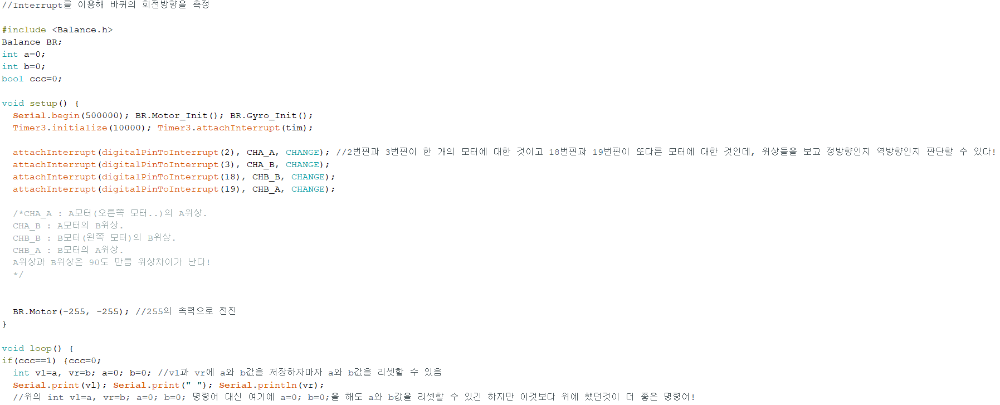 //Interrupt를 이용해 바퀴의 회전방향을 측정
#include <Balance.h>
Balance BR;
int a=0;
int b=0;
bool ccc=0;
void setup() {
Serial.begin(500000); BR.Motor_Init(); BR.Gyro_Init();
Timer3.initialize(10000); Timer3.attachInterrupt(tim);
attachInterrupt(digitalPinToInterrupt(2), CHA_A, CHANGE); //2번핀과 3번핀이 한 개의 모터에 대한 것이고 18번핀과 19번핀이 또다른 모터에 대한 것인데, 위상들을 보고 정방향인지 역방향인지 판단할 수 있다!
attachInterrupt(digitalPinToInterrupt(3), CHA_B, CHANGE);
attachInterrupt(digitalPinToInterrupt(18), CHB_B, CHANGE);
attachInterrupt(digitalPinToInterrupt(19), CHB_A, CHANGE);
/*CHA_A : A모터(오른쪽 모터..)의 A위상.
CHA_B : A모터의 B위상.
CHB_B : B모터(왼쪽 모터)의 B위상.
CHB_A : B모터의 A위상.
A위상과 B위상은 90도 만큼 위상차이가 난다!
*/
BR.Motor(-255, -255); //255의 속력으로 전진
}
void loop() {
if(ccc==1) {ccc=0;
int vl=a, vr=b; a=0; b=0; //vl과 vr에 a와 b값을 저장하자마자 a와 b값을 리셋할 수 있음
Serial.print(vl); Serial.print(" "); Serial.println(vr);
//위의 int vl=a, vr=b; a=0; b=0; 명령어 대신 여기에 a=0; b=0;을 해도 a와 b값을 리셋할 수 있긴 하지만 이것보다 위에 했던것이 더 좋은 명령어!